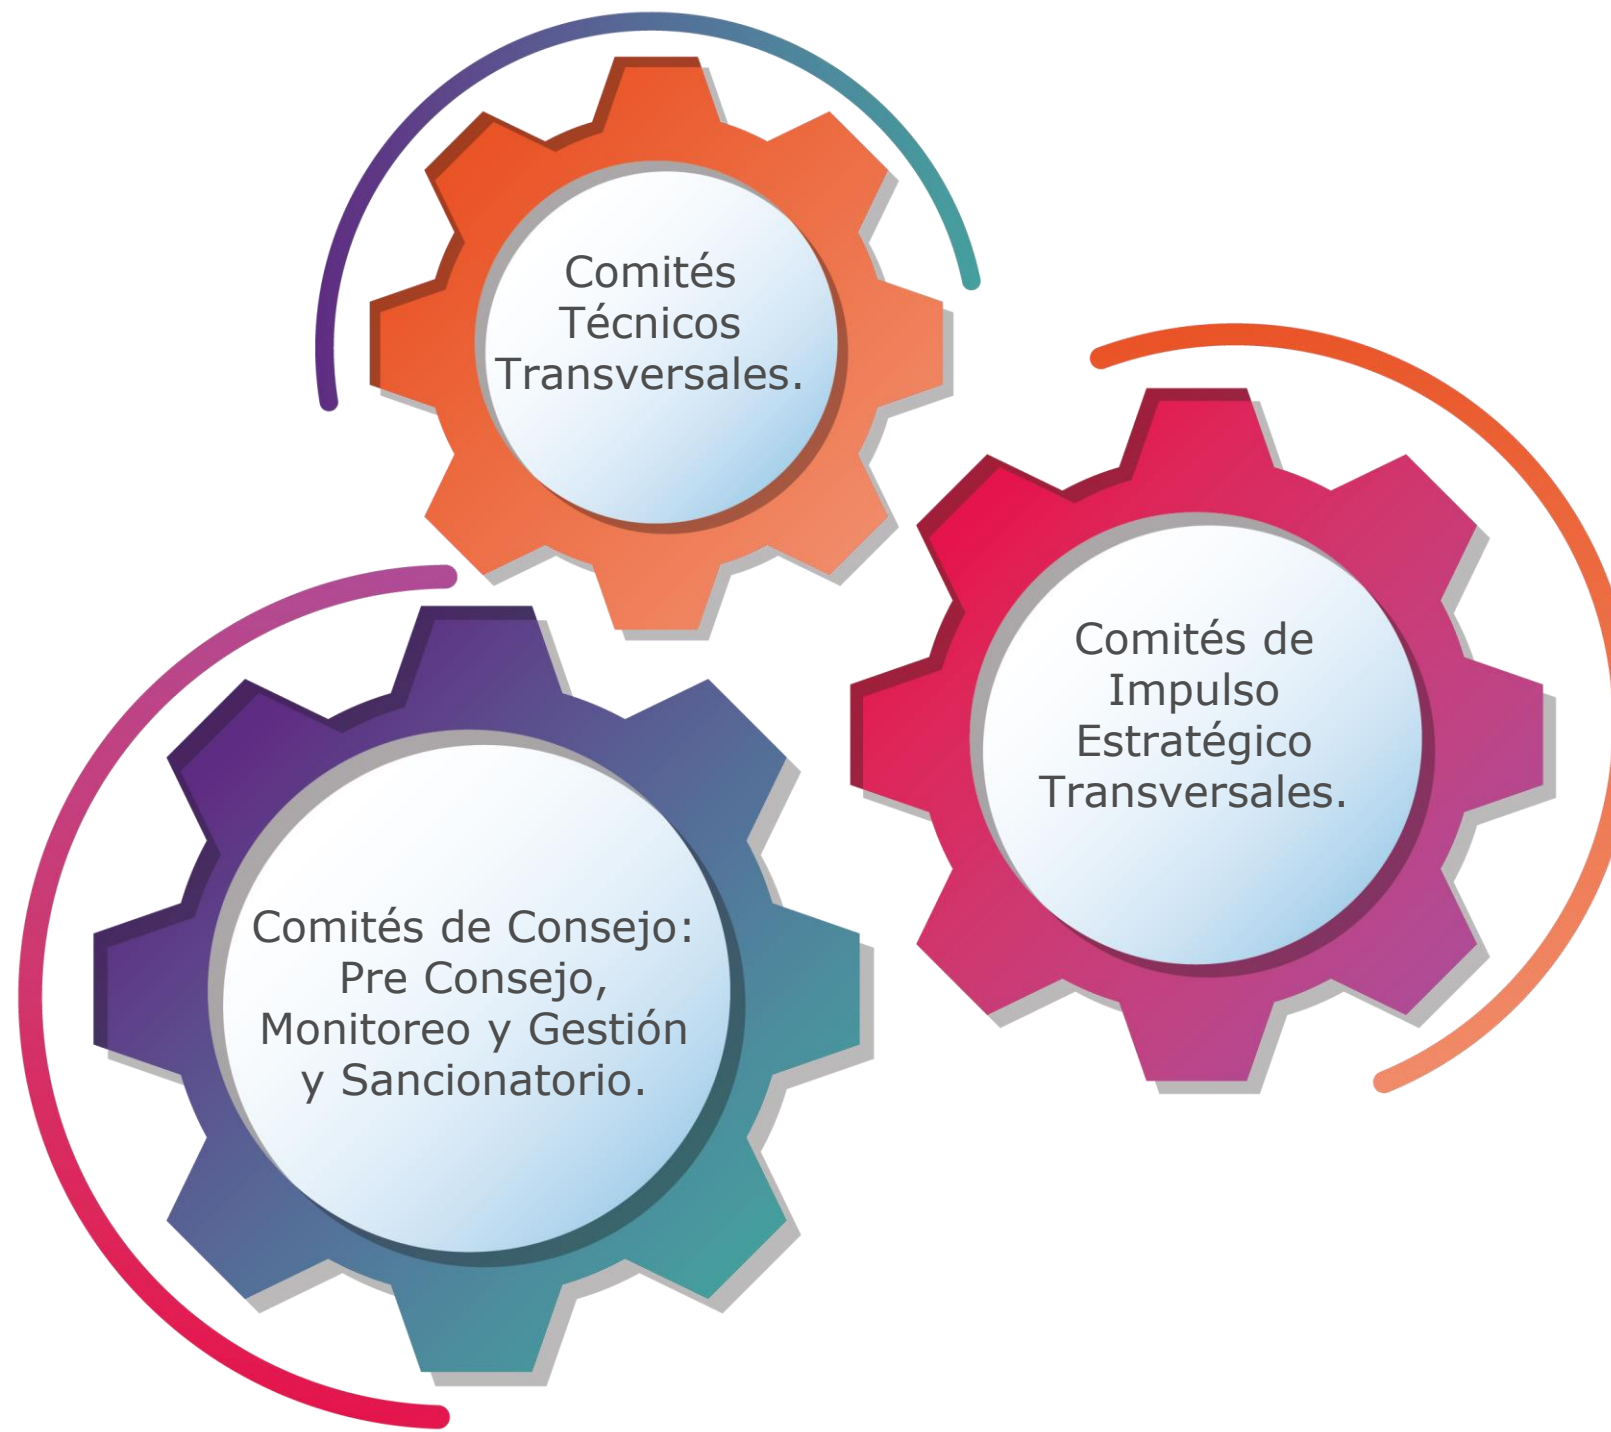 Comités
Técnicos
Transversales.
Comités de
Impulso
Estratégico
Transversales.
Comités de Consejo:
Pre Consejo,
Monitoreo y Gestión
y Sancionatorio.